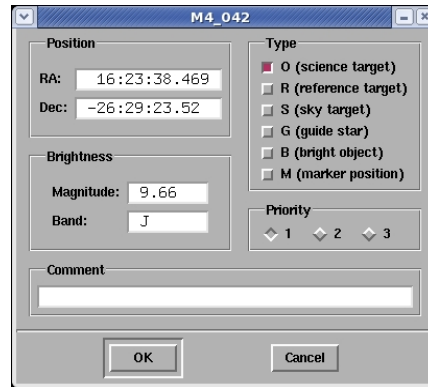 M4_042
Position
RA: 16:23:38.469
Dec: -26:29:23.52
Brightness
Magnitude: 9.66
Band: J
Type
O (science target)
R (reference target)
S (sky target)
G (guide star)
B (bright object)
M (marker position)
Priority
1 2 3
Comment
OK Cancel